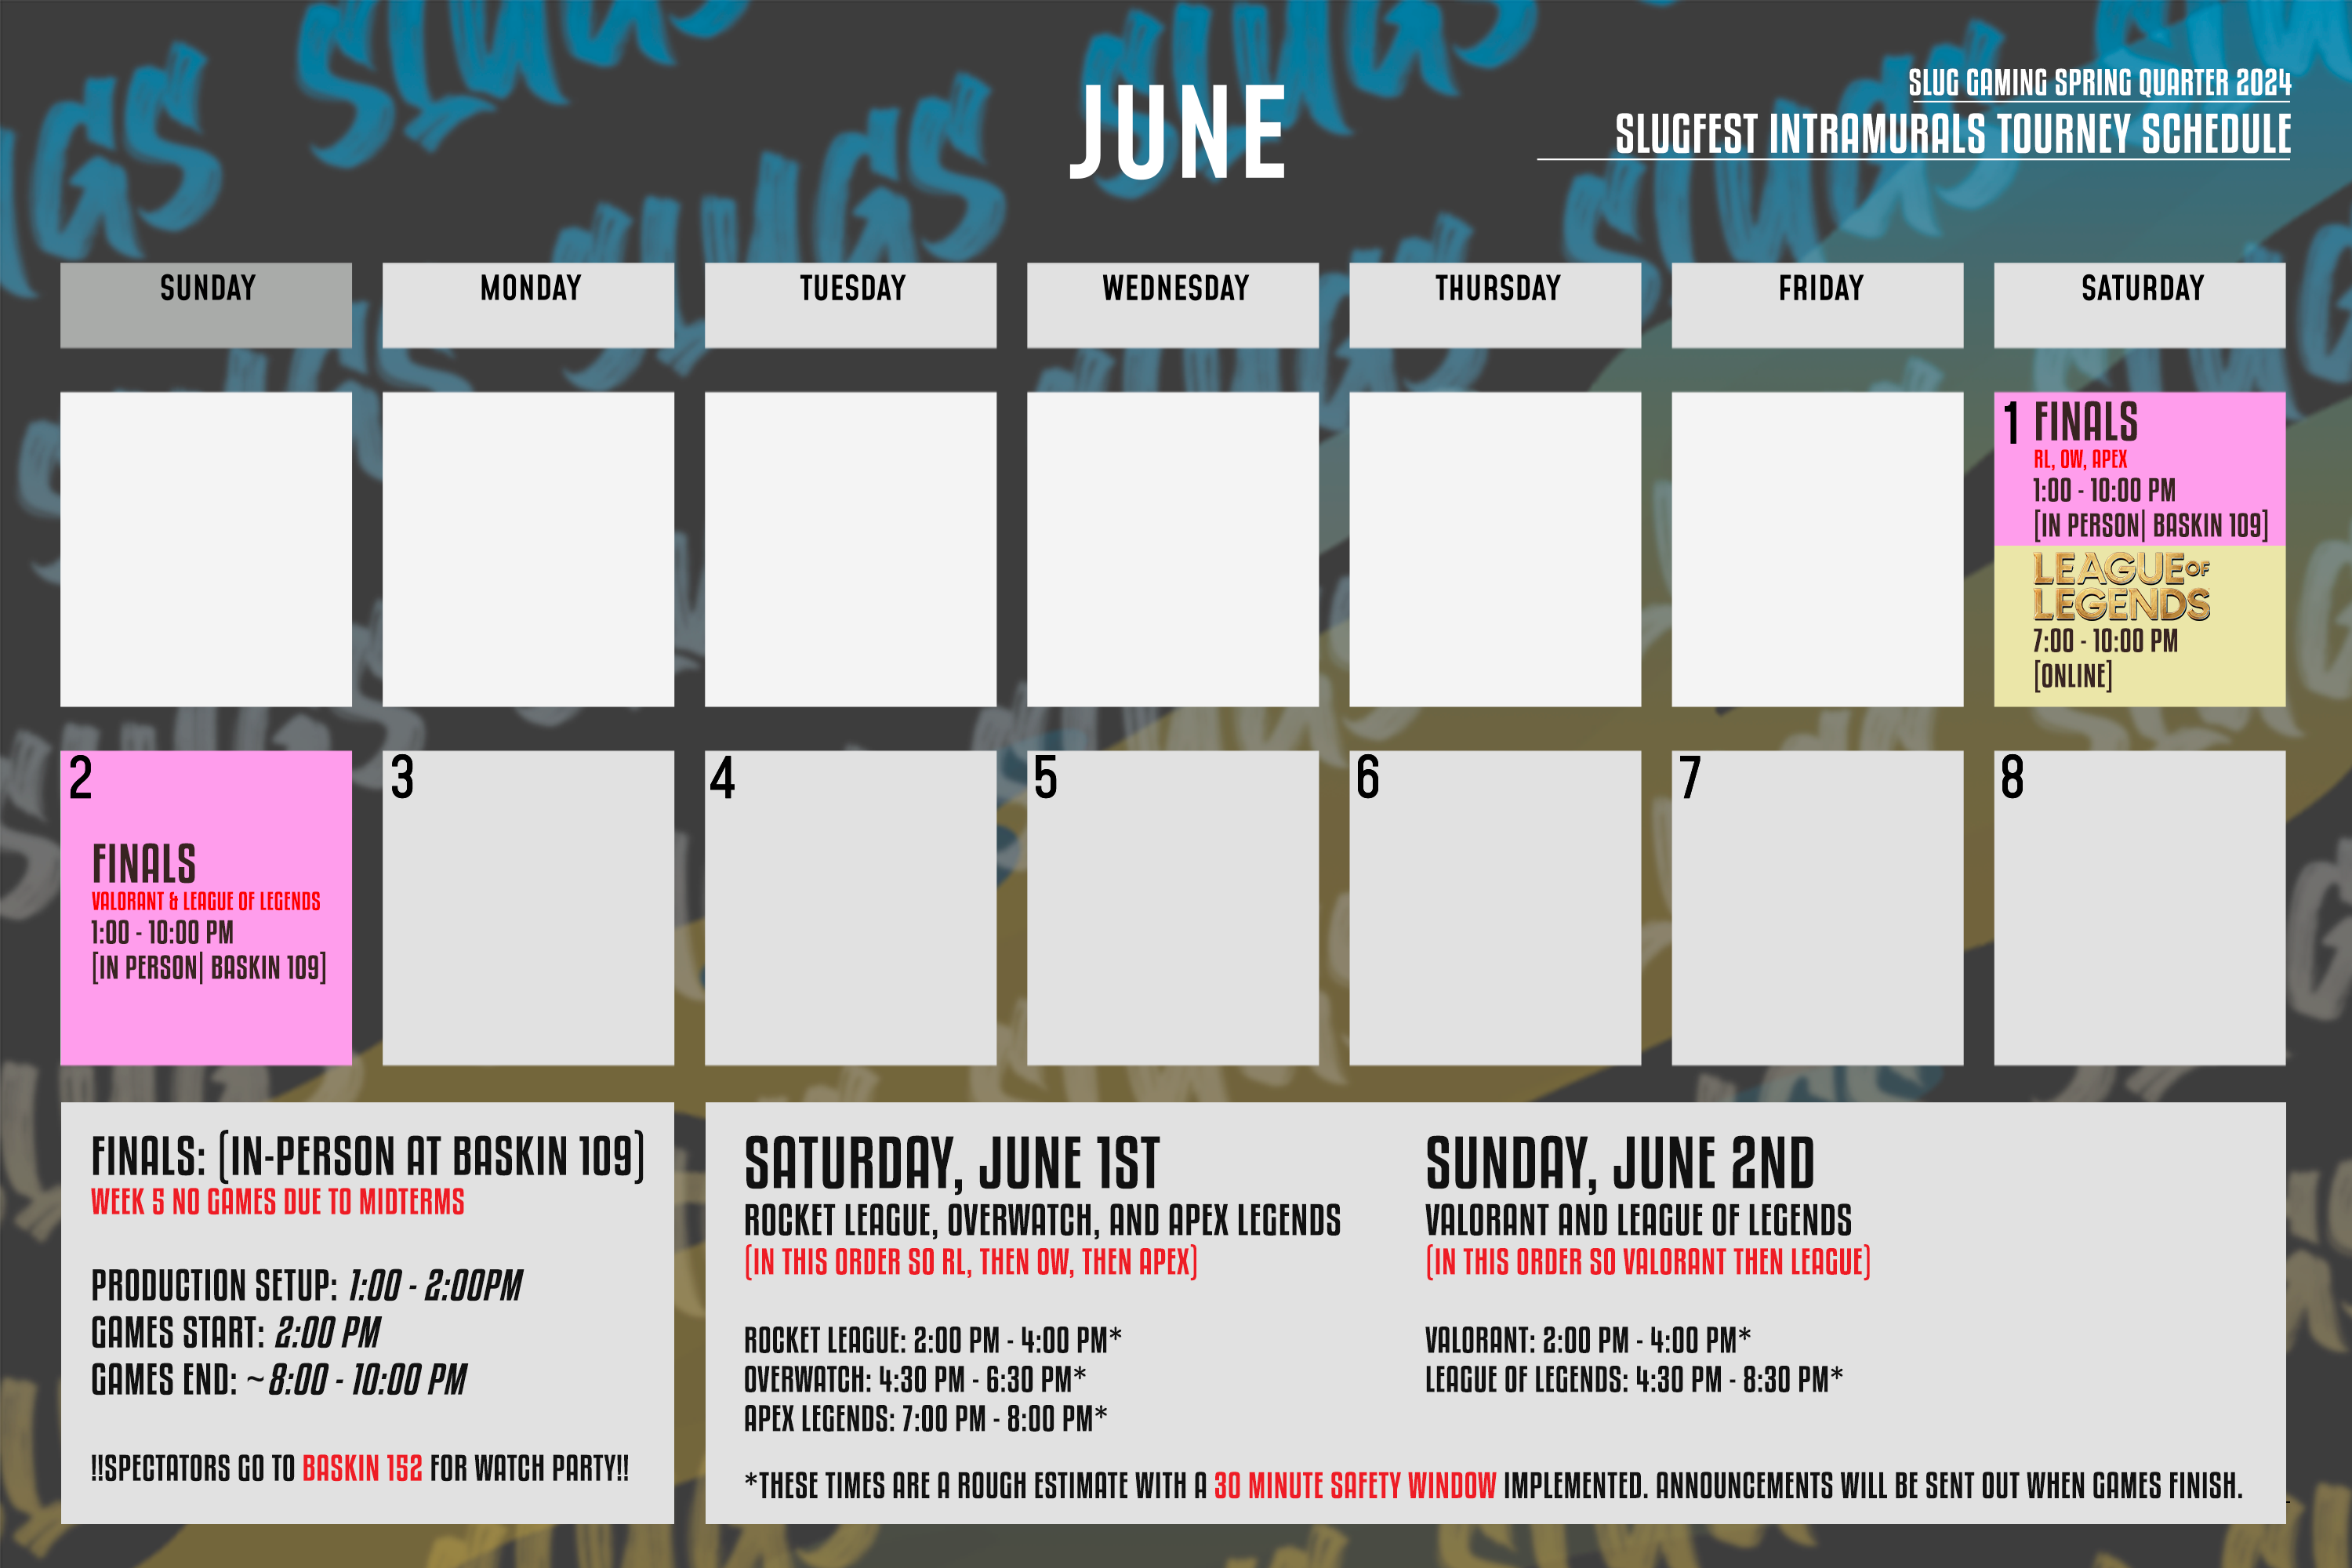 JUNE
SLUG GAMING SPRING QUARTER 2024
SLUGFEST INTRAMURALS TOURNEY SCHEDULE
SUNDAY
MONDAY
TUESDAY
WEDNESDAY
THURSDAY
FRIDAY
SATURDAY
1 FINALS
RL, OW, APEX
1:00 - 10:00 PM
[IN PERSON| BASKIN 109]
LEAGUE OF
LEGENDS
7:00 - 10:00 PM
[ONLINE]
2
FINALS
VALORANT & LEAGUE OF LEGENDS
1:00 - 10:00 PM
[IN PERSON| BASKIN 109]
3
4
5
6
7
8
FINALS: (IN-PERSON AT BASKIN 109)
WEEK 5 NO GAMES DUE TO MIDTERMS
PRODUCTION SETUP: 1:00 - 2:00PM
GAMES START: 2:00 PM
GAMES END: ~8:00 - 10:00 PM
!!SPECTATORS GO TO BASKIN 152 FOR WATCH PARTY!!
SATURDAY, JUNE 1ST
ROCKET LEAGUE, OVERWATCH, AND APEX LEGENDS
(IN THIS ORDER SO RL, THEN OW, THEN APEX)
ROCKET LEAGUE: 2:00 PM - 4:00 PM*
OVERWATCH: 4:30 PM - 6:30 PM*
APEX LEGENDS: 7:00 PM - 8:00 PM*
SUNDAY, JUNE 2ND
VALORANT AND LEAGUE OF LEGENDS
(IN THIS ORDER SO VALORANT THEN LEAGUE)
VALORANT: 2:00 PM - 4:00 PM*
LEAGUE OF LEGENDS: 4:30 PM - 8:30 PM*
*THESE TIMES ARE A ROUGH ESTIMATE WITH A 30 MINUTE SAFETY WINDOW IMPLEMENTED. ANNOUNCEMENTS WILL BE SENT OUT WHEN GAMES FINISH.